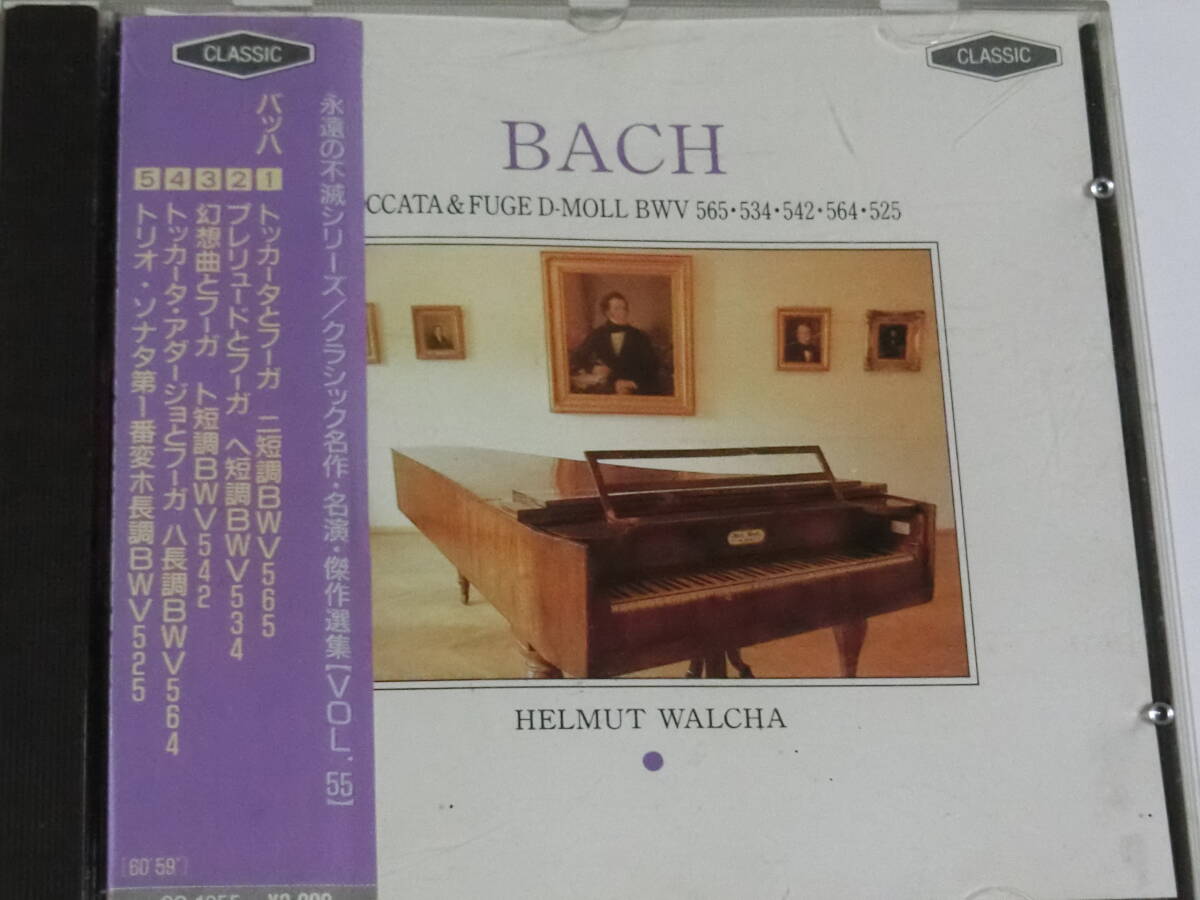 CLASSIC
永遠の不滅シリーズ/クラシック名作・名演・傑作選集[VOL. 55]
バッハ
1 トッカータとフーガ ニ短調BWV565
2 プレリュードとフーガ ヘ短調BWV534
3 幻想曲とフーガ ト短調BWV542
4 トッカータ・アダージョとフーガ ハ長調BWV564
5 トリオ・ソナタ第1番変ホ長調BWV525
[60'59"]
CLASSIC
BACH
CCATA & FUGE D-MOLL BWV 565・534・542・564・525
HELMUT WALCHA